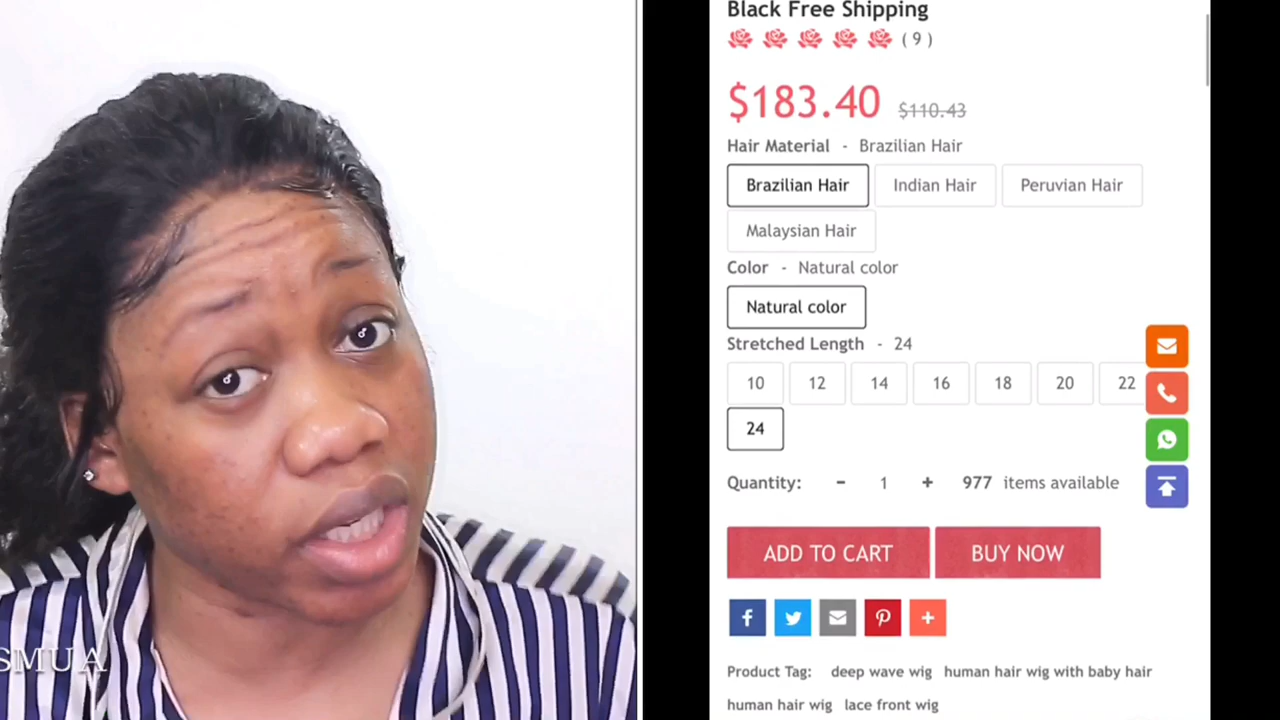 SMUA
Black Free Shipping
( 9 )
$183.40 $110.43
Hair Material - Brazilian Hair
Brazilian Hair Indian Hair Peruvian Hair
Malaysian Hair
Color - Natural color
Natural color
Stretched Length - 24
10 12 14 16 18 20 22
24
Quantity: - 1 + 977 items available
ADD TO CART BUY NOW
Product Tag: deep wave wig human hair wig with baby hair
human hair wig lace front wig